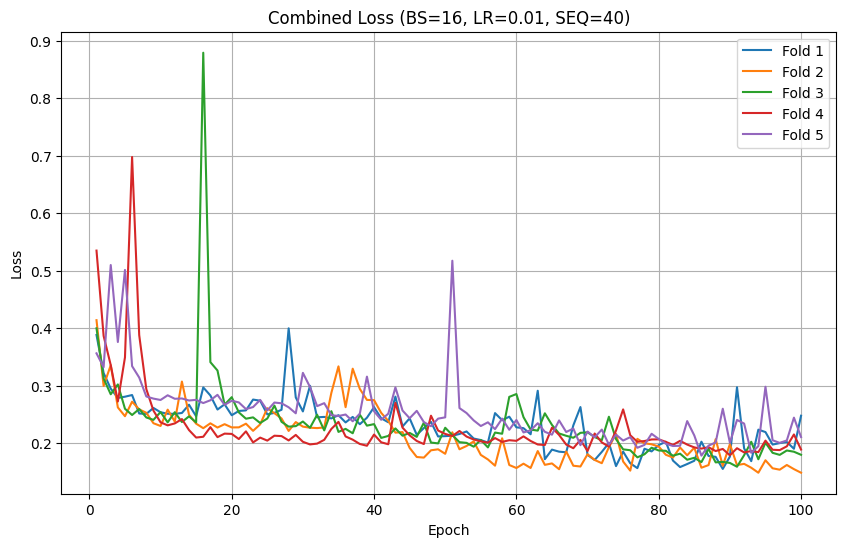 Combined Loss (BS=16, LR=0.01, SEQ=40)
Loss
0.9
0.8
0.7
0.6
0.5
0.4
0.3
0.2
Fold 1
Fold 2
Fold 3
Fold 4
Fold 5
0 20 40 60 80 100
Epoch